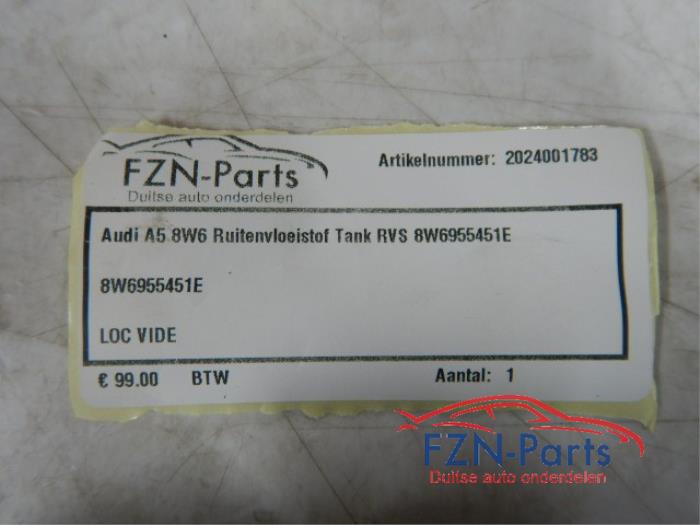 FZN-Parts
Duitse auto onderdelen
Artikelnummer: 2024001783
Audi A5 8W6 Ruitenvloeistof Tank RVS 8W6955451E
8W6955451E
LOC VIDE
€ 99.00 BTW Aantal: 1
FZN-Parts
Duitse auto onderdelen